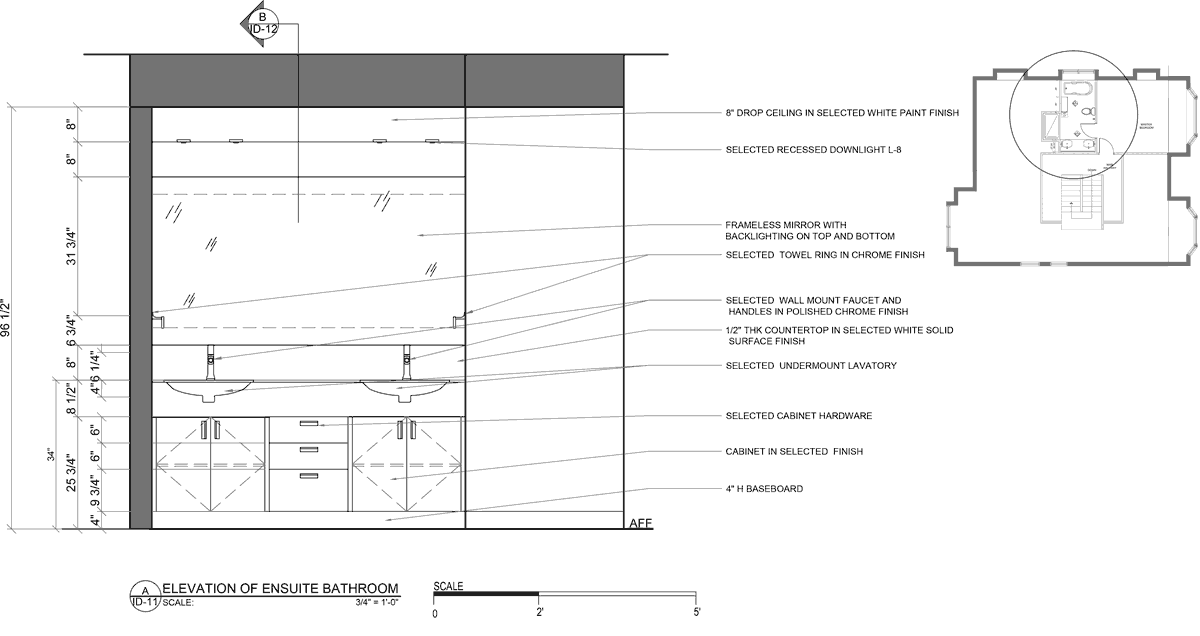 B
ID-12
8" DROP CEILING IN SELECTED WHITE PAINT FINISH
SELECTED RECESSED DOWNLIGHT L-8
FRAMELESS MIRROR WITH
BACKLIGHTING ON TOP AND BOTTOM
SELECTED TOWEL RING IN CHROME FINISH
SELECTED WALL MOUNT FAUCET AND
HANDLES IN POLISHED CHROME FINISH
1/2" THK COUNTERTOP IN SELECTED WHITE SOLID
SURFACE FINISH
SELECTED UNDERMOUNT LAVATORY
SELECTED CABINET HARDWARE
CABINET IN SELECTED FINISH
4" H BASEBOARD
AFF
96 1/2"
8"
8"
31 3/4"
6 3/4"
8"
8 1/2"
25 3/4"
34"
6 1/4"
4"
6"
6"
9 3/4"
4"
A
ID-11
ELEVATION OF ENSUITE BATHROOM
SCALE: 3/4" = 1'-0"
SCALE
0 2' 5'